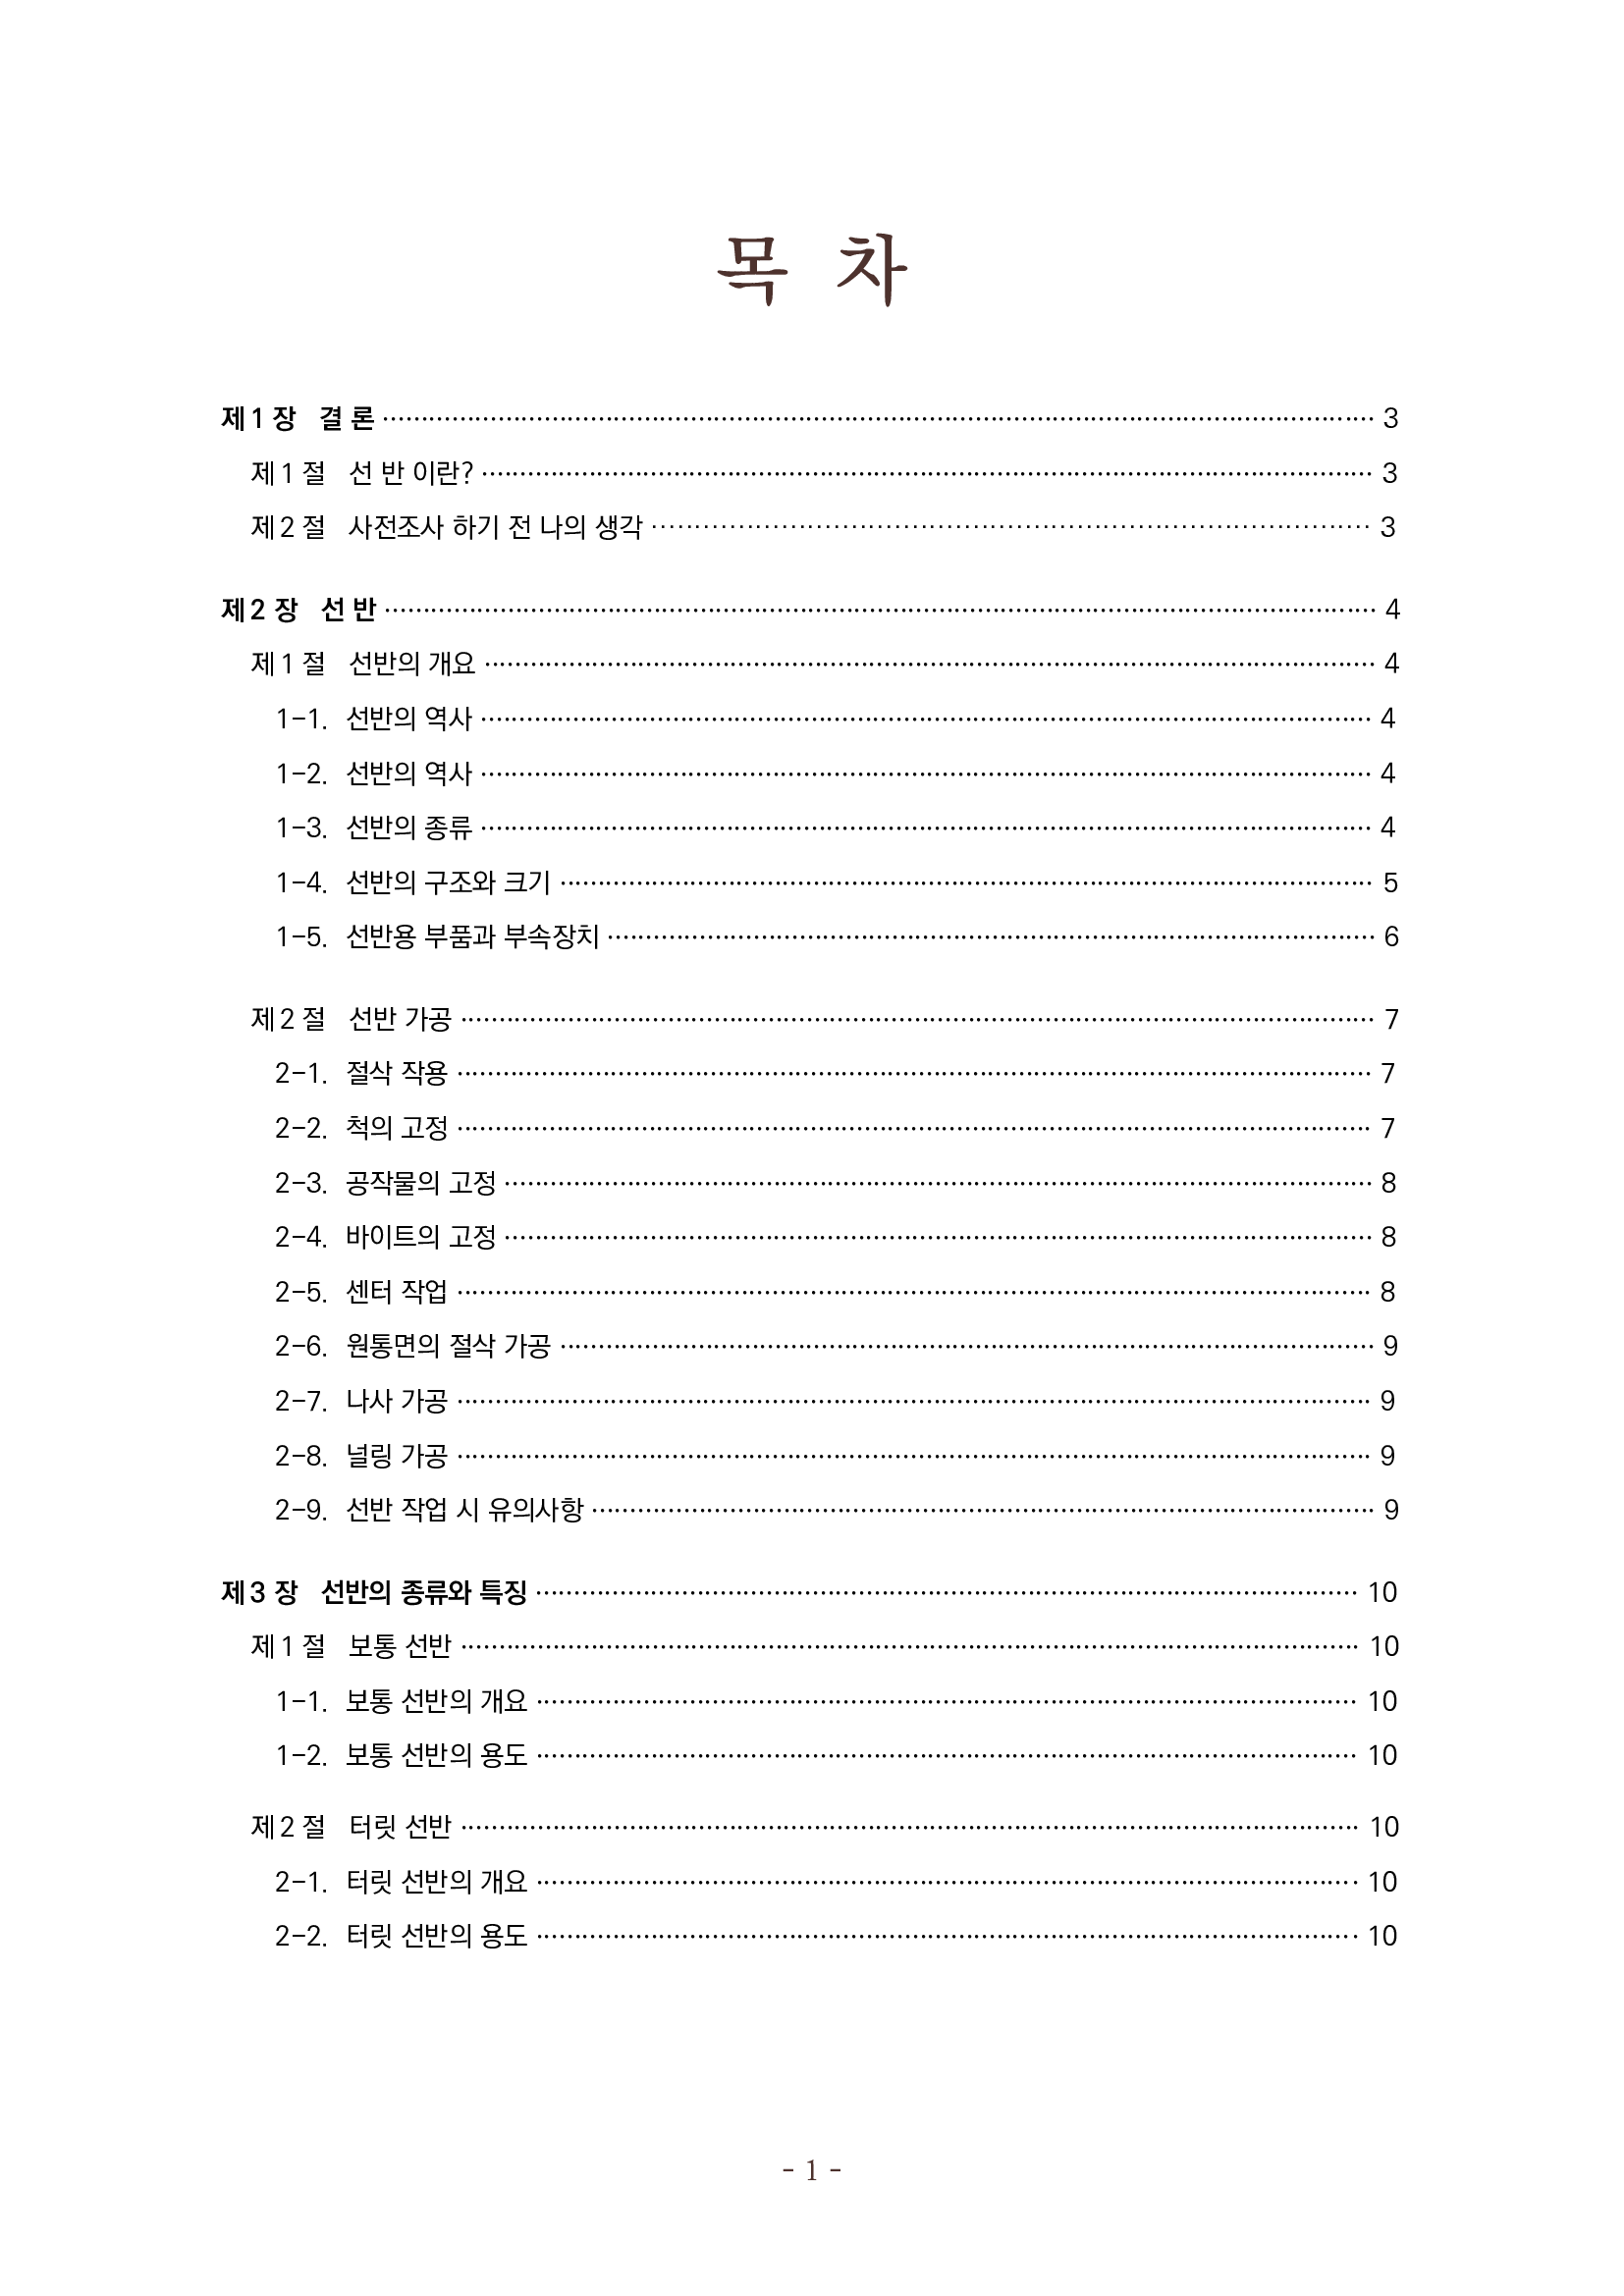 목 차
제1장 결 론 ························ 3
제1절 선 반 이란? ························ 3
제2절 사전조사 하기 전 나의 생각 ························ 3
제2 장 선 반 ························ 4
제1 절 선반의 개요 ························ 4
1-1. 선반의 역사 ························ 4
1-2. 선반의 역사 ························ 4
1-3. 선반의 종류 ························ 4
1-4. 선반의 구조와 크기 ························ 5
1-5. 선반용 부품과 부속장치 ························ 6
제2 절 선반 가공 ························ 7
2-1. 절삭 작용 ························ 7
2-2. 척의 고정 ························ 7
2-3. 공작물의 고정 ························ 8
2-4. 바이트의 고정 ························ 8
2-5. 센터 작업 ························ 8
2-6. 원통면의 절삭 가공 ························ 9
2-7. 나사 가공 ························ 9
2-8. 널링 가공 ························ 9
2-9. 선반 작업 시 유의사항 ························ 9
제3 장 선반의 종류와 특징 ························ 10
제1 절 보통 선반 ························ 10
1-1. 보통 선반의 개요 ························ 10
1-2. 보통 선반의 용도 ························ 10
제2 절 터릿 선반 ························ 10
2-1. 터릿 선반의 개요 ························ 10
2-2. 터릿 선반의 용도 ························ 10
- 1 -